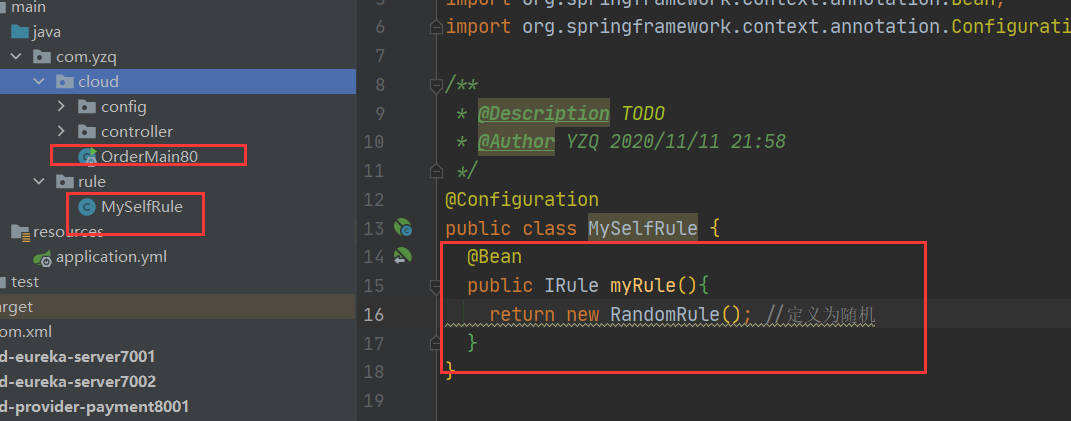 main
java
com.yzq
cloud
config
controller
OrderMain80
rule
MySelfRule
resources
application.yml
test
arget
om.xml
d-eureka-server7001
d-eureka-server7002
d-provider-payment8001
5 import org.springframework.context.annotation.Bean;
6 import org.springframework.context.annotation.Configurati
7
8 /**
9 * @Description TODO
10 * @Author YZQ 2020/11/11 21:58
11 */
12 @Configuration
13 public class MySelfRule {
14 @Bean
15 public IRule myRule(){
16 return new RandomRule(); //定义为随机
17 }
18 }
19